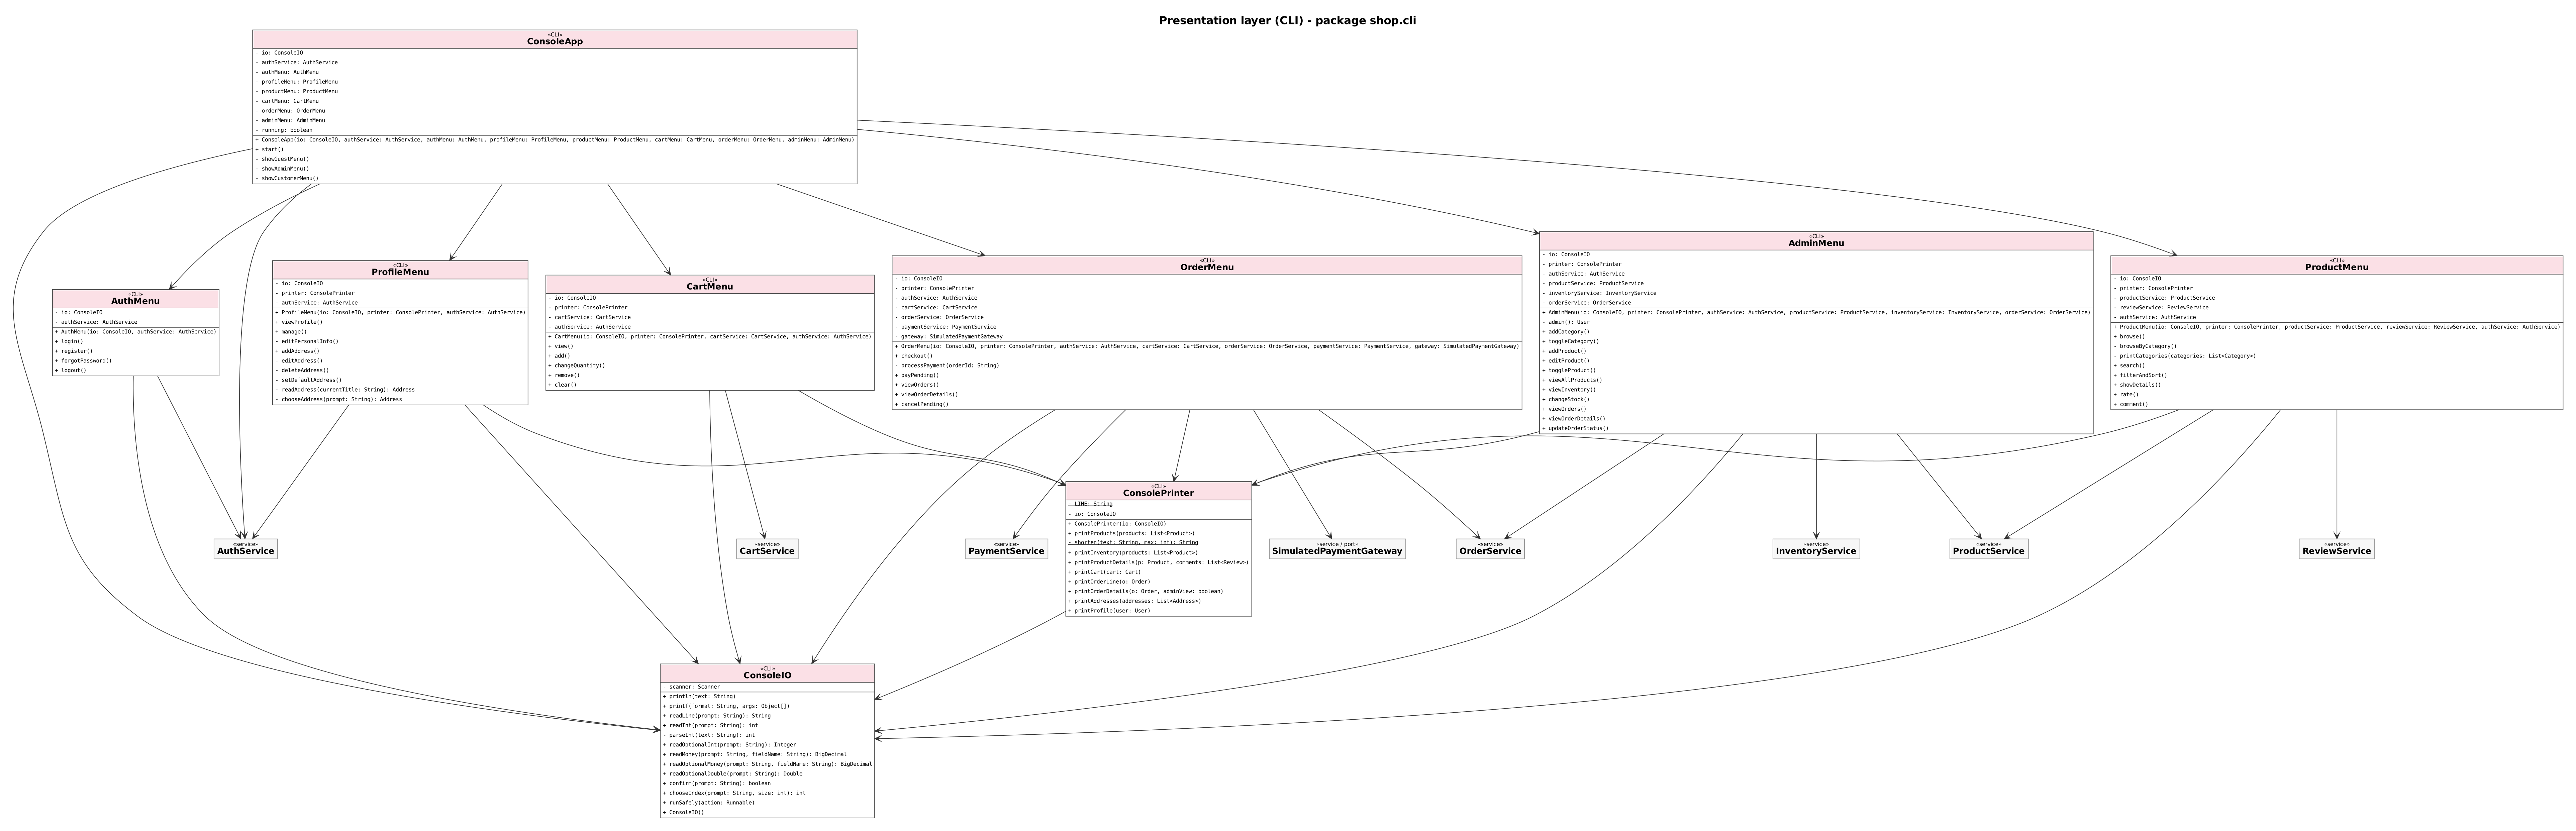 Presentation layer (CLI) - package shop.cli
«CLI»
ConsoleApp
- io: ConsoleIO
- authService: AuthService
- authMenu: AuthMenu
- profileMenu: ProfileMenu
- productMenu: ProductMenu
- cartMenu: CartMenu
- orderMenu: OrderMenu
- adminMenu: AdminMenu
- running: boolean
+ ConsoleApp(io: ConsoleIO, authService: AuthService, authMenu: AuthMenu, profileMenu: ProfileMenu, productMenu: ProductMenu, cartMenu: CartMenu, orderMenu: OrderMenu, adminMenu: AdminMenu)
+ start()
- showGuestMenu()
- showAdminMenu()
- showCustomerMenu()
«CLI»
AuthMenu
- io: ConsoleIO
- authService: AuthService
+ AuthMenu(io: ConsoleIO, authService: AuthService)
+ login()
+ register()
+ forgotPassword()
+ logout()
«CLI»
ProfileMenu
- io: ConsoleIO
- printer: ConsolePrinter
- authService: AuthService
+ ProfileMenu(io: ConsoleIO, printer: ConsolePrinter, authService: AuthService)
+ viewProfile()
+ manage()
- editPersonalInfo()
+ addAddress()
- editAddress()
- deleteAddress()
- setDefaultAddress()
- readAddress(currentTitle: String): Address
- chooseAddress(prompt: String): Address
«CLI»
CartMenu
- io: ConsoleIO
- printer: ConsolePrinter
- cartService: CartService
- authService: AuthService
+ CartMenu(io: ConsoleIO, printer: ConsolePrinter, cartService: CartService, authService: AuthService)
+ view()
+ add()
+ changeQuantity()
+ remove()
+ clear()
«CLI»
OrderMenu
- io: ConsoleIO
- printer: ConsolePrinter
- authService: AuthService
- cartService: CartService
- orderService: OrderService
- paymentService: PaymentService
- gateway: SimulatedPaymentGateway
+ OrderMenu(io: ConsoleIO, printer: ConsolePrinter, authService: AuthService, cartService: CartService, orderService: OrderService, paymentService: PaymentService, gateway: SimulatedPaymentGateway)
+ checkout()
- processPayment(orderId: String)
+ payPending()
+ viewOrders()
+ viewOrderDetails()
+ cancelPending()
«CLI»
AdminMenu
- io: ConsoleIO
- printer: ConsolePrinter
- authService: AuthService
- productService: ProductService
- inventoryService: InventoryService
- orderService: OrderService
+ AdminMenu(io: ConsoleIO, printer: ConsolePrinter, authService: AuthService, productService: ProductService, inventoryService: InventoryService, orderService: OrderService)
- admin(): User
+ addCategory()
+ toggleCategory()
+ addProduct()
+ editProduct()
+ toggleProduct()
+ viewAllProducts()
+ viewInventory()
+ changeStock()
+ viewOrders()
+ viewOrderDetails()
+ updateOrderStatus()
«CLI»
ProductMenu
- io: ConsoleIO
- printer: ConsolePrinter
- productService: ProductService
- reviewService: ReviewService
- authService: AuthService
+ ProductMenu(io: ConsoleIO, printer: ConsolePrinter, productService: ProductService, reviewService: ReviewService, authService: AuthService)
+ browse()
- browseByCategory()
- printCategories(categories: List<Category>)
+ search()
+ filterAndSort()
+ showDetails()
+ rate()
+ comment()
«CLI»
ConsolePrinter
- LINE: String
- io: ConsoleIO
+ ConsolePrinter(io: ConsoleIO)
+ printProducts(products: List<Product>)
- shorten(text: String, max: int): String
+ printInventory(products: List<Product>)
+ printProductDetails(p: Product, comments: List<Review>)
+ printCart(cart: Cart)
+ printOrderLine(o: Order)
+ printOrderDetails(o: Order, adminView: boolean)
+ printAddresses(addresses: List<Address>)
+ printProfile(user: User)
«service»
AuthService
«service»
CartService
«service»
PaymentService
«service / port»
SimulatedPaymentGateway
«service»
OrderService
«service»
InventoryService
«service»
ProductService
«service»
ReviewService
«CLI»
ConsoleIO
- scanner: Scanner
+ println(text: String)
+ printf(format: String, args: Object[])
+ readLine(prompt: String): String
+ readInt(prompt: String): int
- parseInt(text: String): int
+ readOptionalInt(prompt: String): Integer
+ readMoney(prompt: String, fieldName: String): BigDecimal
+ readOptionalMoney(prompt: String, fieldName: String): BigDecimal
+ readOptionalDouble(prompt: String): Double
+ confirm(prompt: String): boolean
+ chooseIndex(prompt: String, size: int): int
+ runSafely(action: Runnable)
+ ConsoleIO()